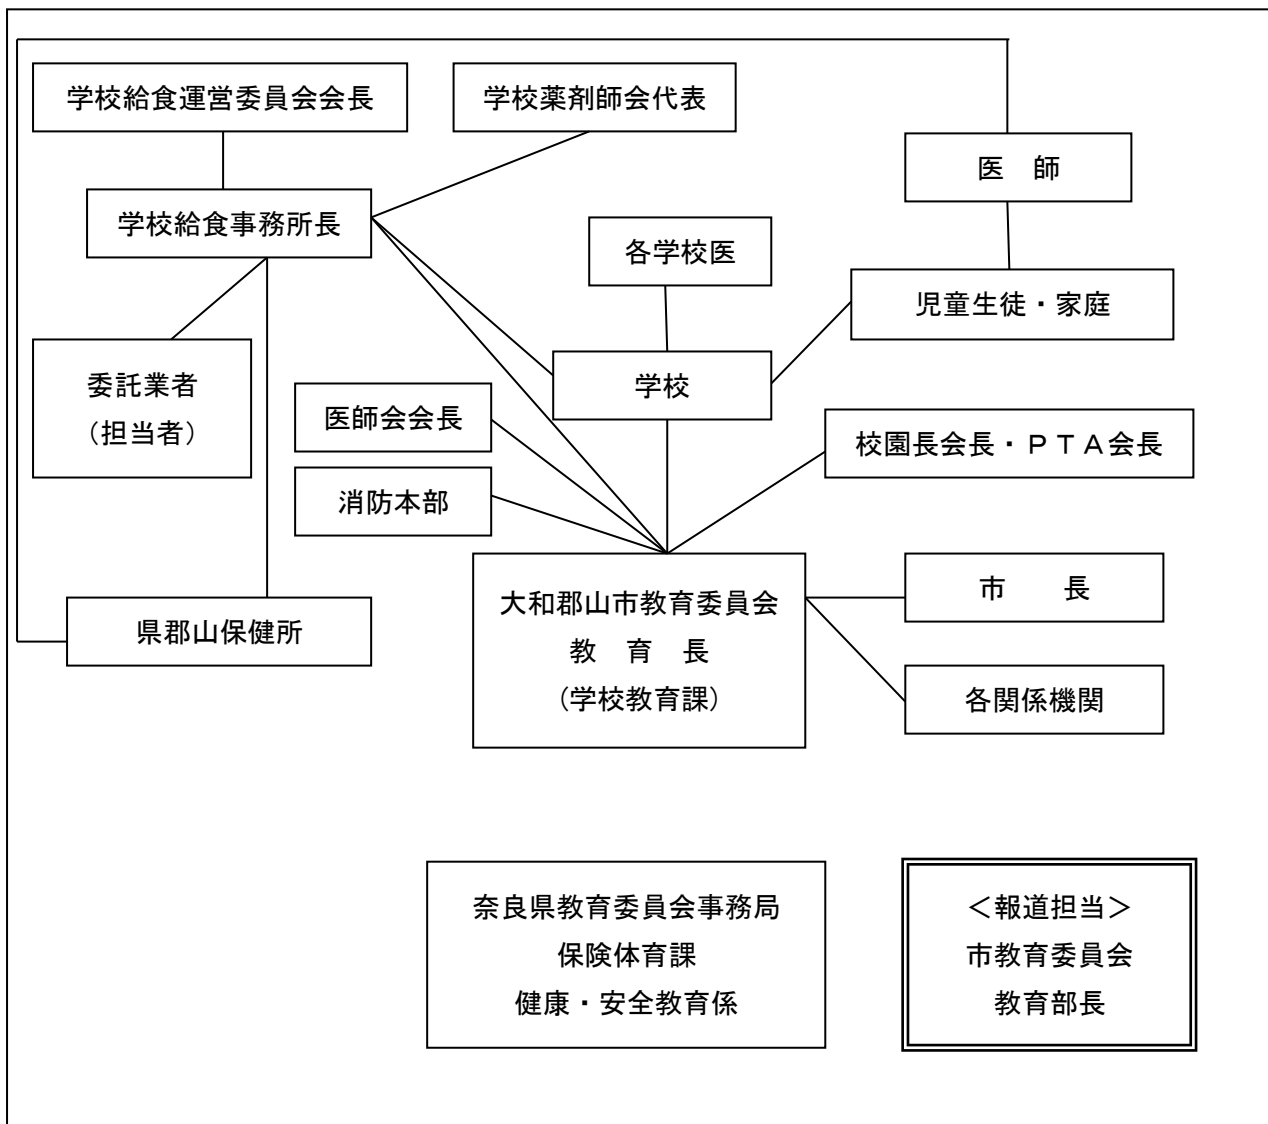 学校給食運営委員会会長
学校薬剤師会代表
医　師
学校給食事務所長
各学校医
児童生徒・家庭
委託業者
（担当者）
学校
医師会会長
校園長会長・ＰＴＡ会長
消防本部
大和郡山市教育委員会
教　育　長
（学校教育課）
市　　長
県郡山保健所
各関係機関
奈良県教育委員会事務局
保険体育課
健康・安全教育係
＜報道担当＞
市教育委員会
教育部長